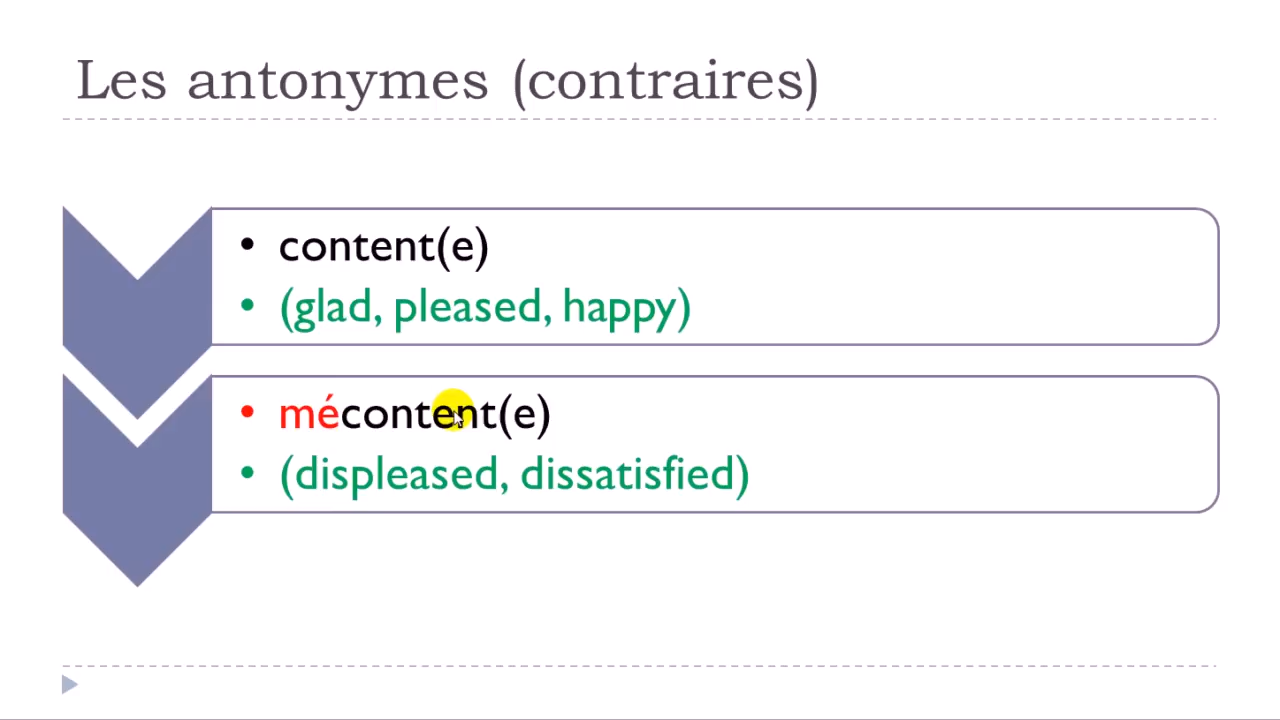 Les antonymes (contraires)
• content(e)
• (glad, pleased, happy)
• mécontent(e)
• (displeased, dissatisfied)